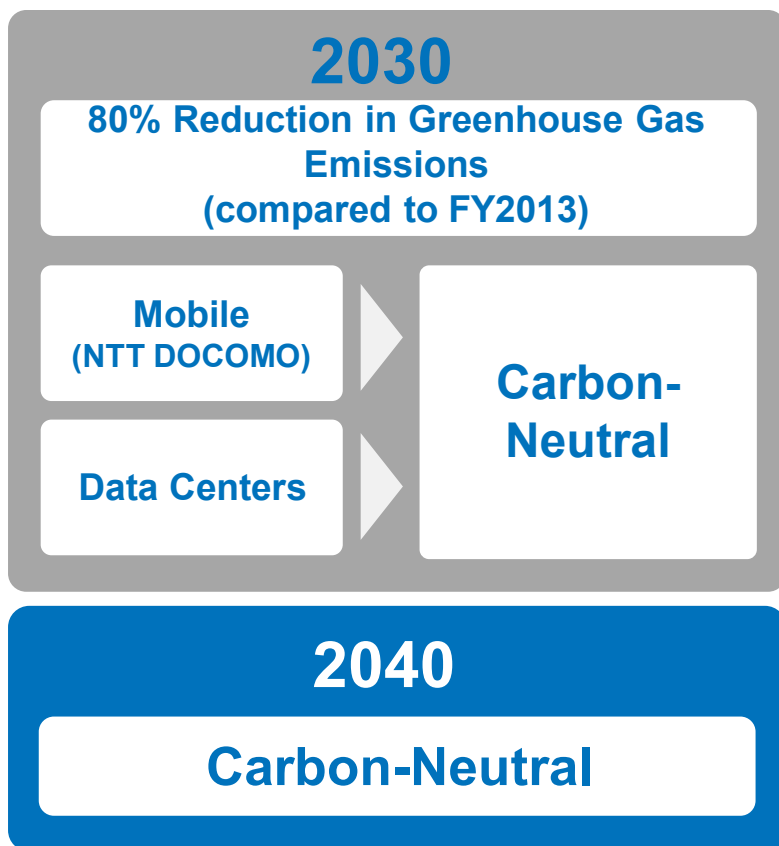 2030
80% Reduction in Greenhouse Gas
Emissions
(compared to FY2013)
Mobile
(NTT DOCOMO)
Carbon-
Neutral
Data Centers
2040
Carbon-Neutral